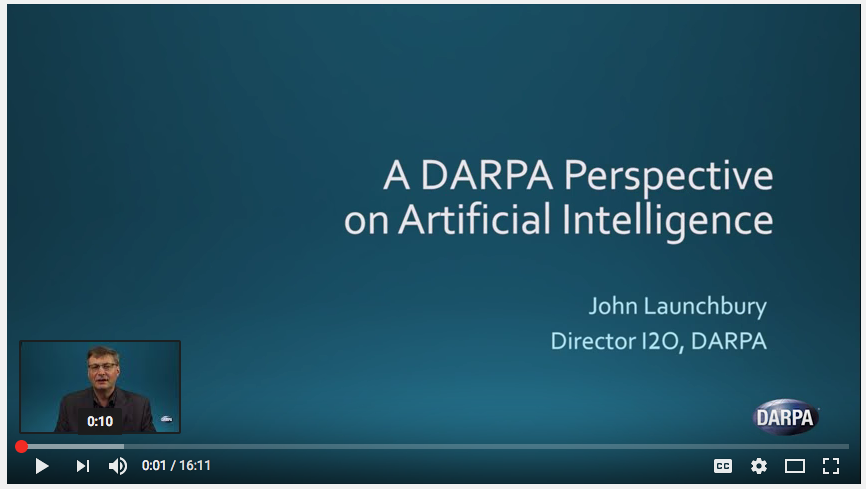 A DARPA Perspective
on Artificial Intelligence
John Launchbury
Director I2O, DARPA
0:10
DARPA
0:01 / 16:11
CC